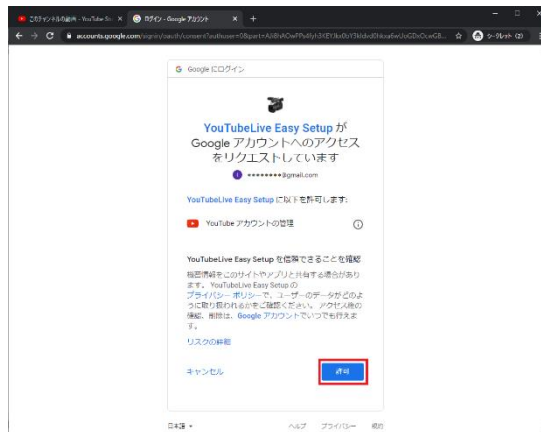 このチャンネルの動画 - YouTube St
ログイン - Google アカウント
accounts.google.com/signin/oauth/consent?authuser=0&part=
シークレット (2)
Google にログイン
YouTubeLive Easy Setup が
Google アカウントへのアクセス
をリクエストしています
********@gmail.com
YouTubeLive Easy Setup に以下を許可します:
YouTube アカウントの管理
YouTubeLive Easy Setup を信頼できることを確認
機密情報をこのサイトやアプリと共有する場合があり
ます。 YouTubeLive Easy Setup の
プライバシー ポリシーで、ユーザーのデータがどのよ
うに取り扱われるかをご確認ください。 アクセス権の
確認、削除は、Google アカウントでいつでも行えま
す。
リスクの詳細
キャンセル
許可
日本語
ヘルプ プライバシー 規約